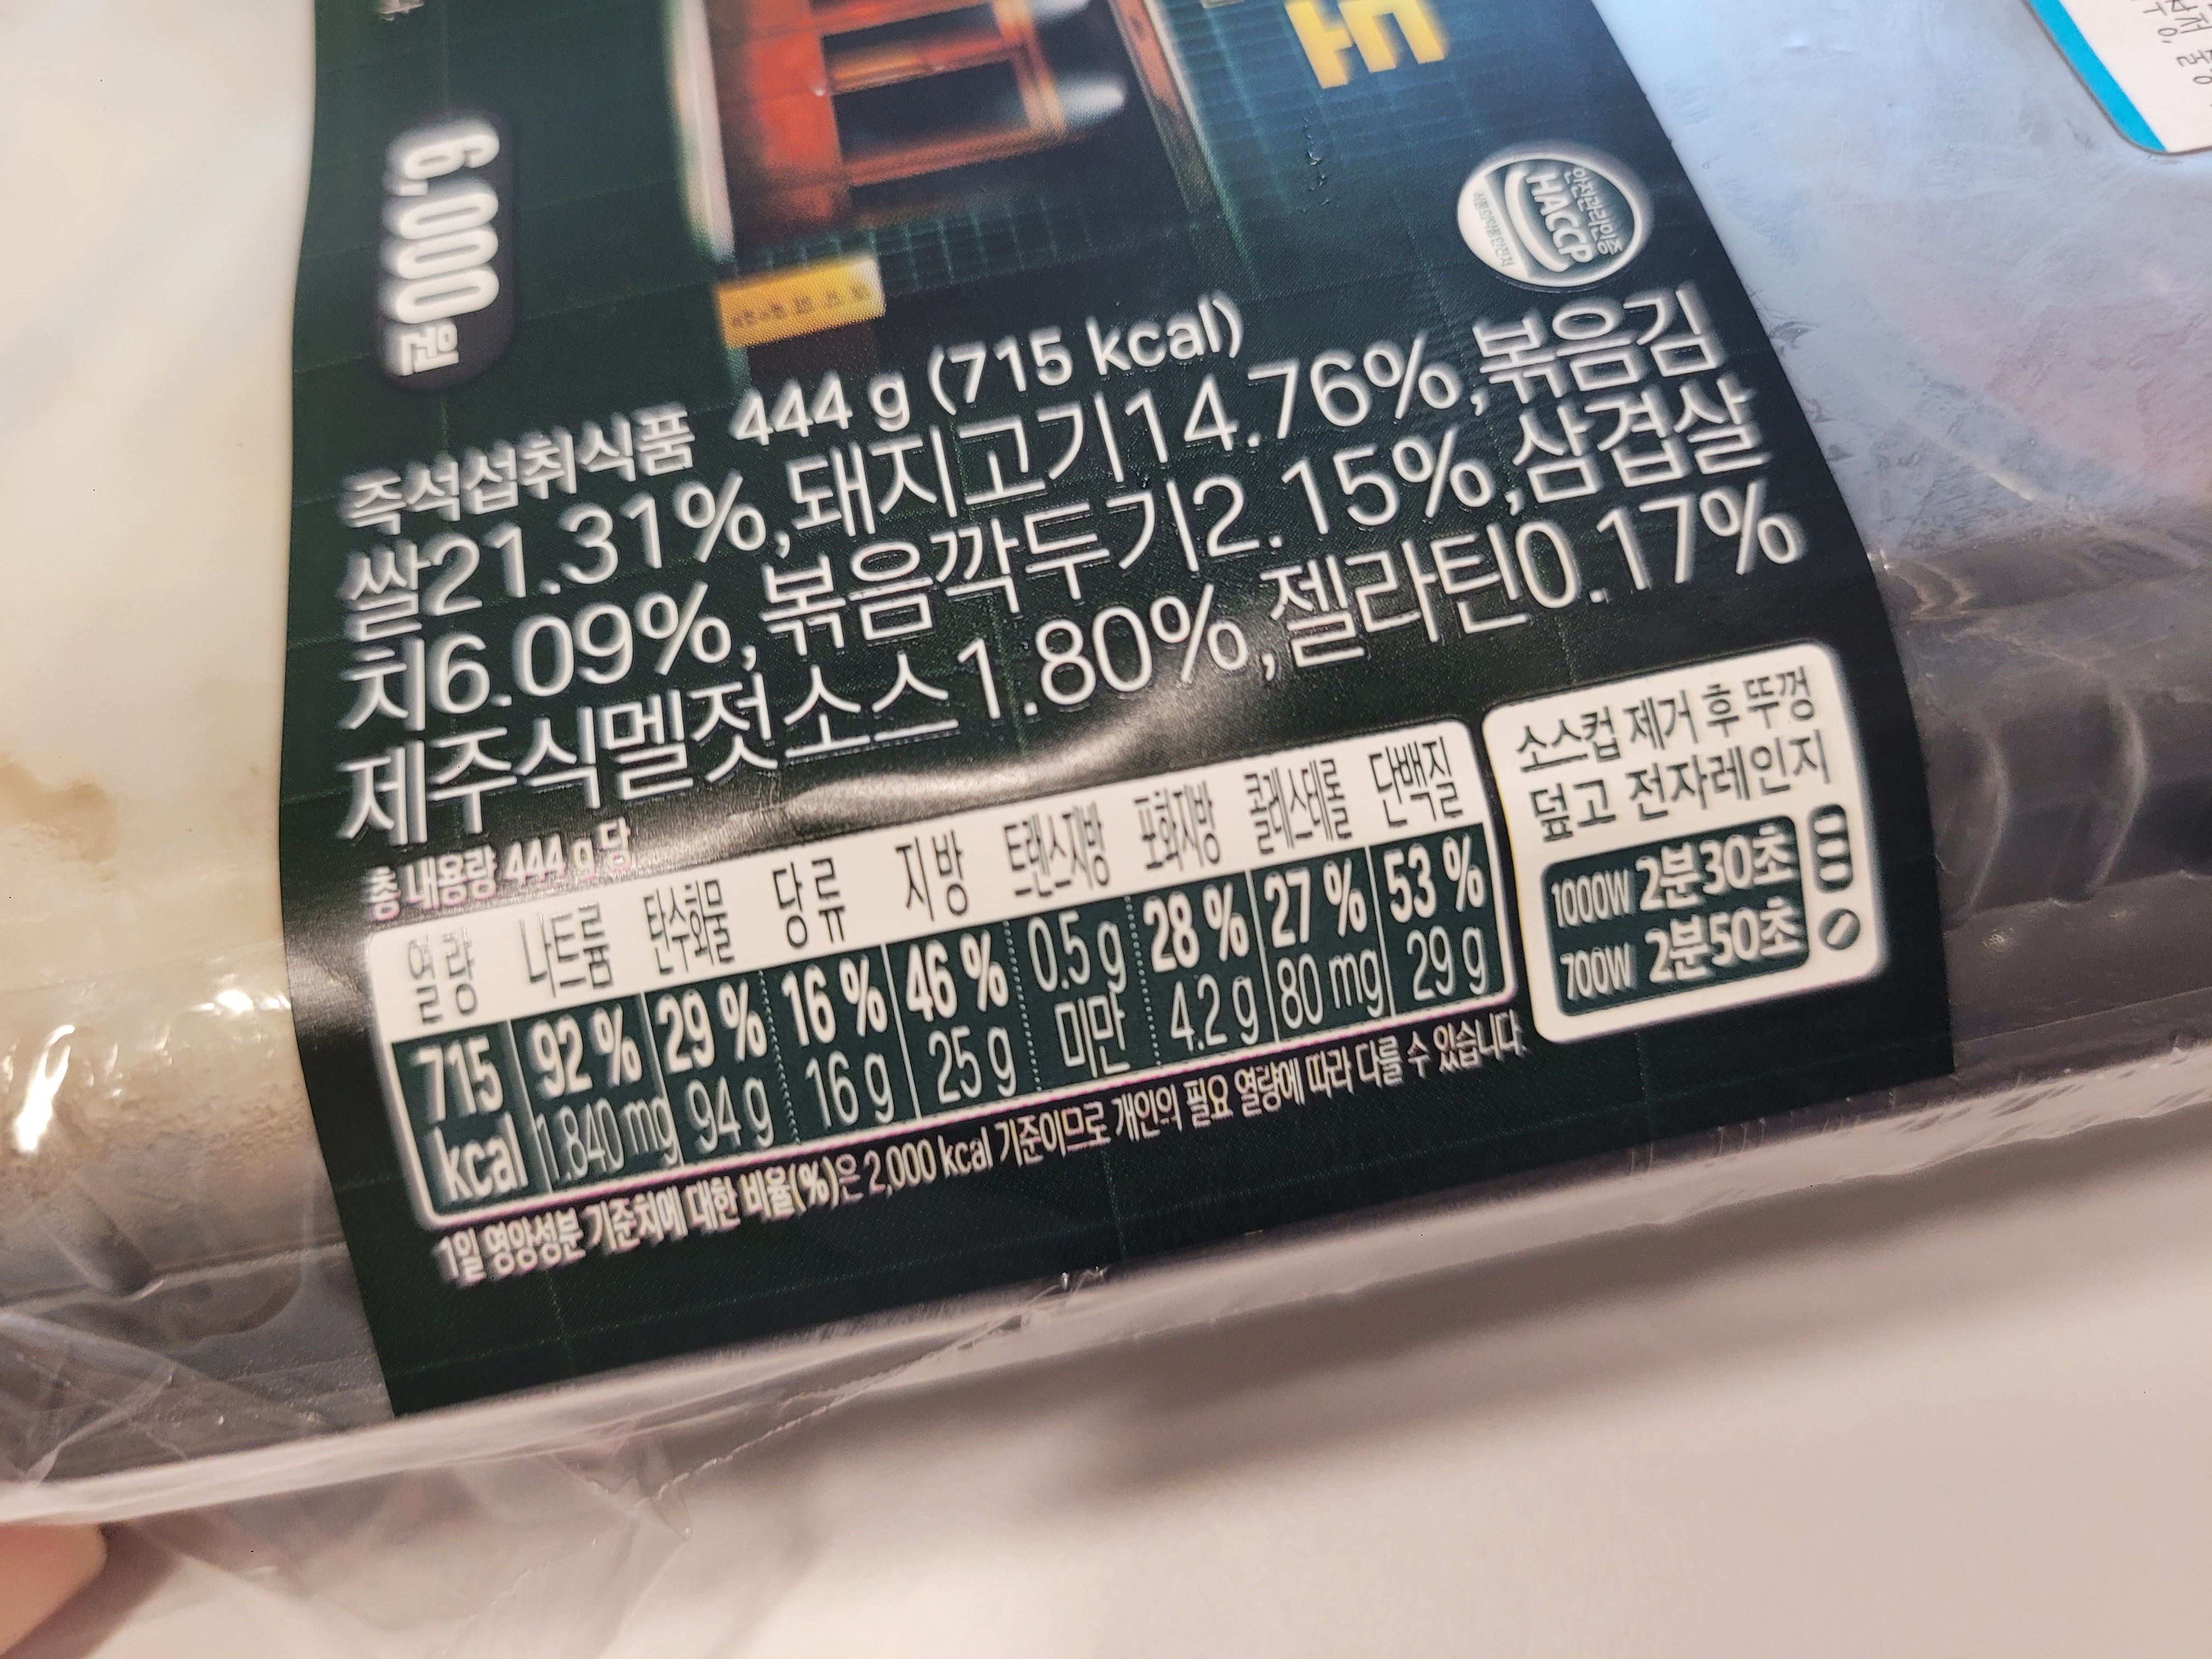 6,000원
안전관리인증
HACCP
식품의약품안전처
즉석섭취식품 444 g (715 kcal)
쌀21.31%,돼지고기14.76%,볶음김
치6.09%,볶음깍두기2.15%,삼겹살
제주식멜젓소스1.80%,젤라틴0.17%
총 내용량 444 g 당
열량 나트륨 탄수화물 당류 지방 트랜스지방 포화지방 콜레스테롤 단백질
715 92 % 29 % 16 % 46 % 0.5 g 28 % 27 % 53 %
kcal 1,840 mg 94 g 16 g 25 g 미만 4.2 g 80 mg 29 g
1일 영양성분 기준치에 대한 비율(%)은 2,000 kcal 기준이므로 개인의 필요 열량에 따라 다를 수 있습니다.
소스컵 제거 후 뚜껑
덮고 전자레인지
1000W 2분30초
700W 2분50초